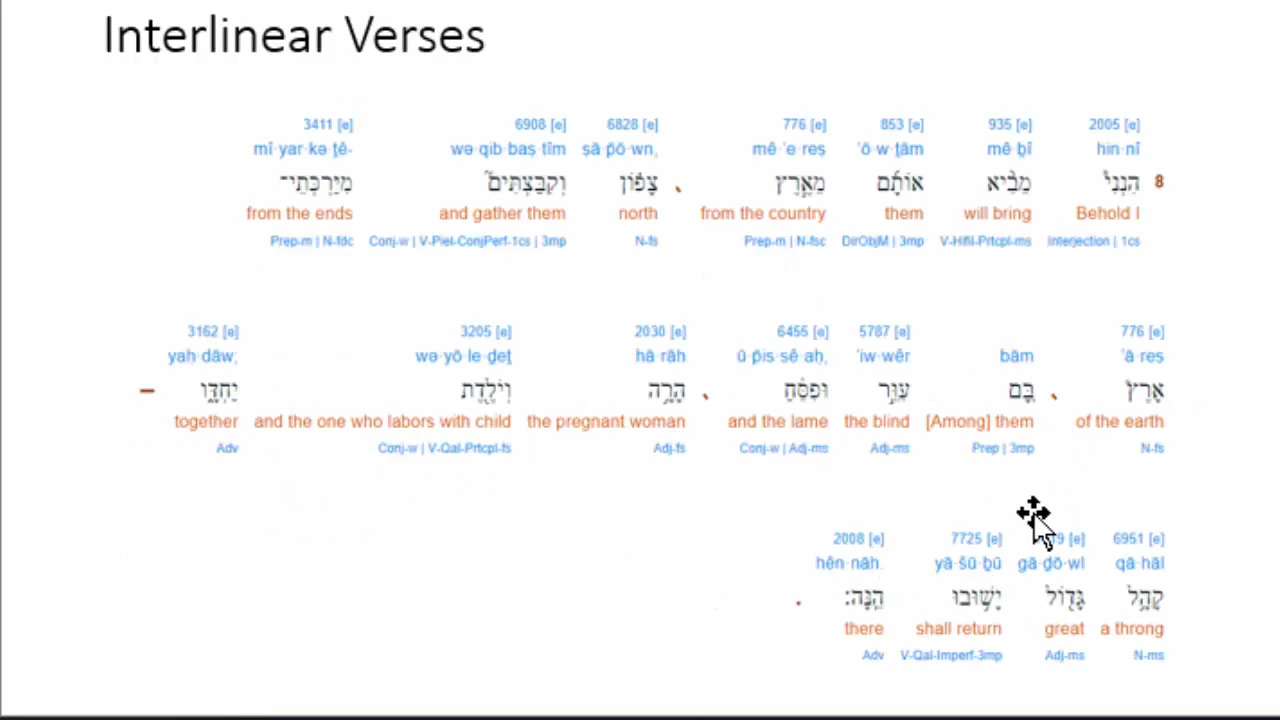 Interlinear Verses
2005 [e] 935 [e] 853 [e] 776 [e] 6828 [e] 6908 [e] 3411 [e]
hin·nî mê·ḇî 'ō·w·ṯām mê·'e·reṣ ṣā·p̄ō·wn, wə·qib·baṣ·tîm mî·yar·kə·ṯê-
8 הִנְנִי֩ מֵבִ֨יא אוֹתָ֜ם מֵאֶ֣רֶץ , צָפ֗וֹן וְקִבַּצְתִּים֮ מִיַּרְכְּתֵי־
Behold I will bring them from the country north and gather them from the ends
Interjection | 1cs V-Hifil-Prtcpl-ms DirObjM | 3mp Prep-m | N-fsc N-fs Conj-w | V-Piel-ConjPerf-1cs | 3mp Prep-m | N-fdc
776 [e] 5787 [e] 6455 [e] 2030 [e] 3205 [e] 3162 [e]
'ā·reṣ bām 'iw·wêr ū·p̄is·sê·aḥ, hā·rāh wə·yō·le·ḏeṯ yaḥ·dāw;
אָרֶץ֒ , בָּ֚ם עִוֵּ֣ר וּפִסֵּ֔חַ , הָרָ֥ה וְיֹלֶ֖דֶת יַחְדָּ֑ו –
of the earth [Among] them the blind and the lame the pregnant woman and the one who labors with child together
N-fs Prep | 3mp Adj-ms Conj-w | Adj-ms Adj-fs Conj-w | V-Qal-Prtcpl-fs Adv
6951 [e] [e] 7725 [e] 2008 [e]
qā·hāl gā·ḏō·wl yā·šū·ḇū hên·nāh.
קָהָ֥ל גָּד֖וֹל יָשׁ֥וּבוּ הֵֽנָּה׃ .
a throng great shall return there
N-ms Adj-ms V-Qal-Imperf-3mp Adv